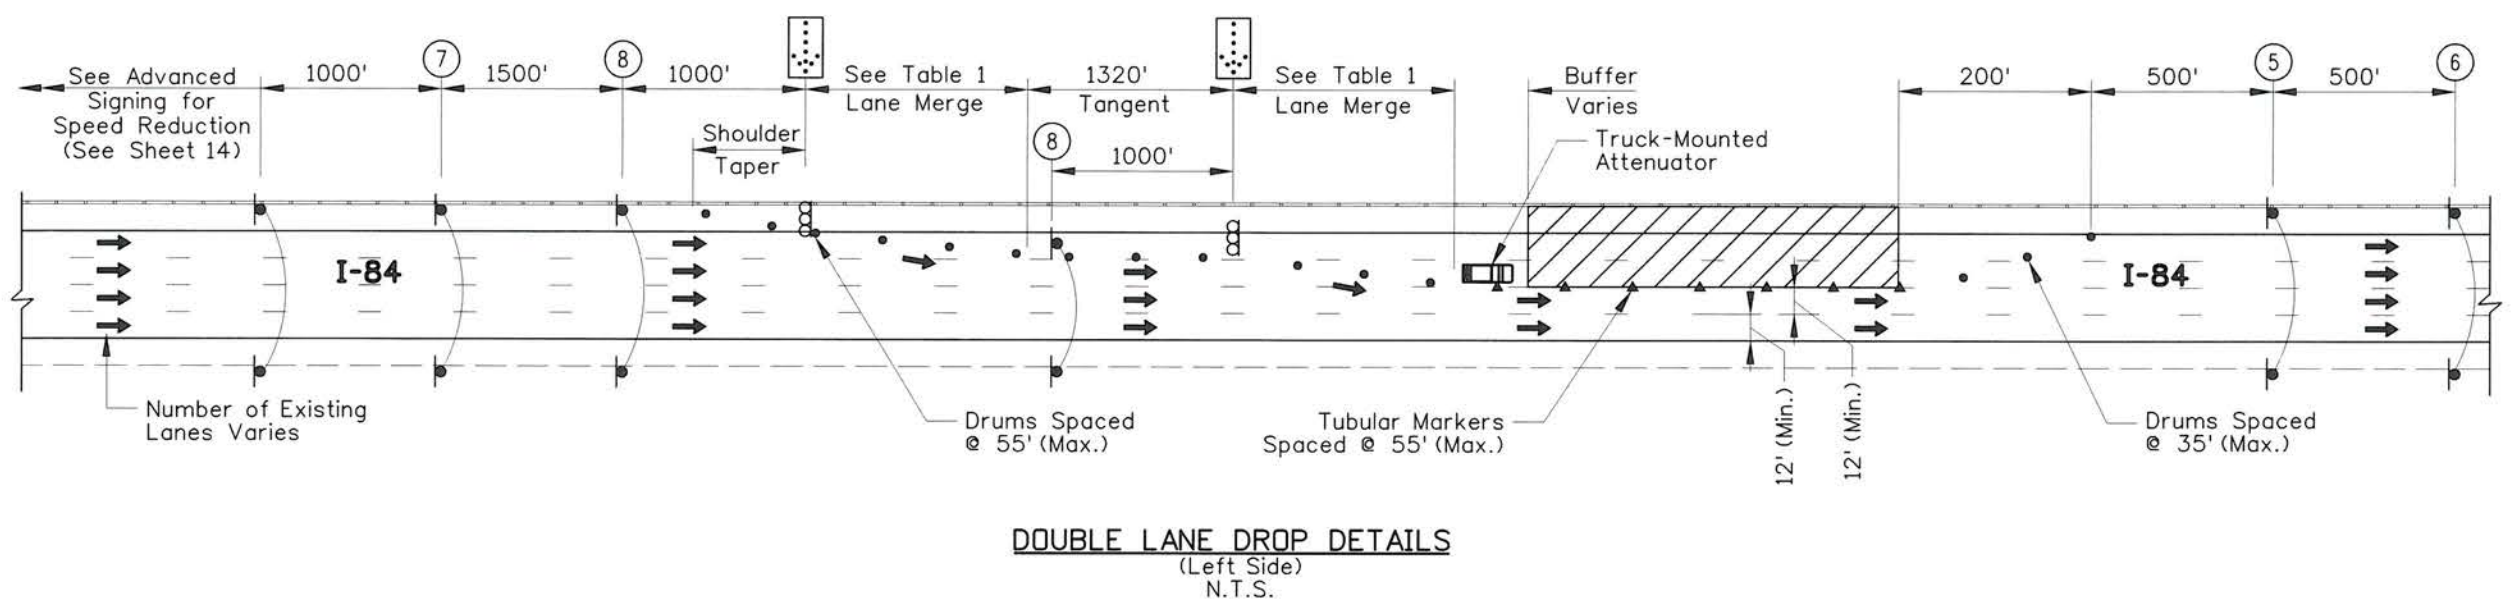 See Advanced
Signing for
Speed Reduction
(See Sheet 14)
1000'
7
1500'
8
1000'
Shoulder
Taper
See Table 1
Lane Merge
1320'
Tangent
8
1000'
See Table 1
Lane Merge
Buffer
Varies
Truck-Mounted
Attenuator
200'
500'
5
500'
6
I-84
I-84
Number of Existing
Lanes Varies
Drums Spaced
@ 55' (Max.)
Tubular Markers
Spaced @ 55' (Max.)
12' (Min.)
12' (Min.)
Drums Spaced
@ 35' (Max.)
DOUBLE LANE DROP DETAILS
(Left Side)
N.T.S.